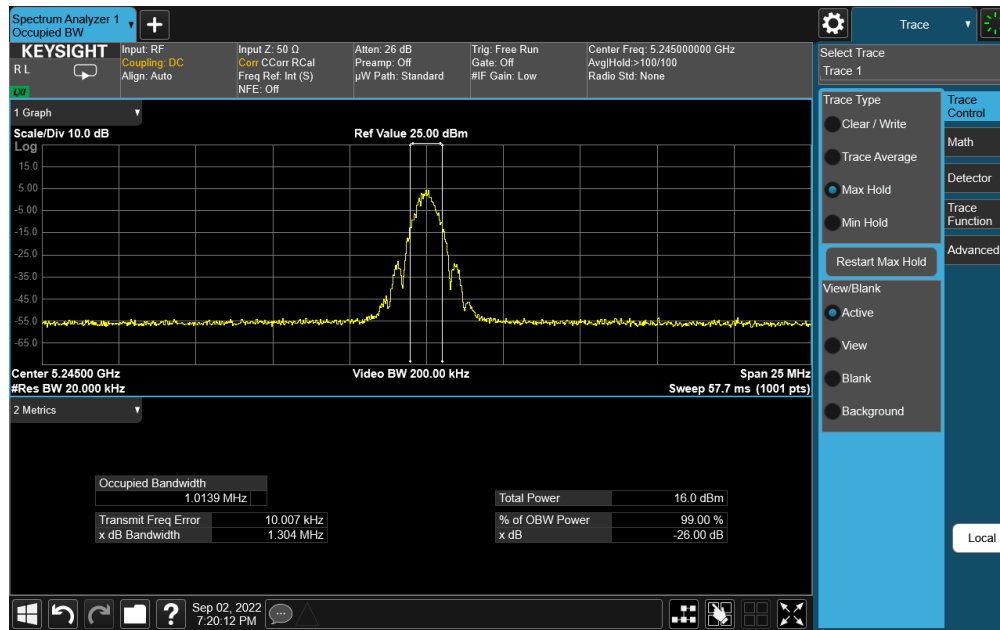 Spectrum Analyzer 1
Occupied BW
+
Trace
KEYSIGHT
R L
LXI
Input: RF
Coupling: DC
Align: Auto
Input Z: 50 Ω
Corr CCorr RCal
Freq Ref: Int (S)
NFE: Off
Atten: 26 dB
Preamp: Off
µW Path: Standard
Trig: Free Run
Gate: Off
#IF Gain: Low
Center Freq: 5.245000000 GHz
Avg|Hold:>100/100
Radio Std: None
Select Trace
Trace 1
1 Graph
Scale/Div 10.0 dB
Ref Value 25.00 dBm
Log
15.0
5.00
-5.00
-15.0
-25.0
-35.0
-45.0
-55.0
-65.0
Center 5.24500 GHz
Video BW 200.00 kHz
Span 25 MHz
#Res BW 20.000 kHz
Sweep 57.7 ms (1001 pts)
2 Metrics
Occupied Bandwidth
1.0139 MHz
Transmit Freq Error 10.007 kHz
x dB Bandwidth 1.304 MHz
Total Power 16.0 dBm
% of OBW Power 99.00 %
x dB -26.00 dB
Trace Type
Clear / Write
Trace Average
Max Hold
Min Hold
Restart Max Hold
View/Blank
Active
View
Blank
Background
Trace
Control
Math
Detector
Trace
Function
Advanced
Local
?
Sep 02, 2022
7:20:12 PM